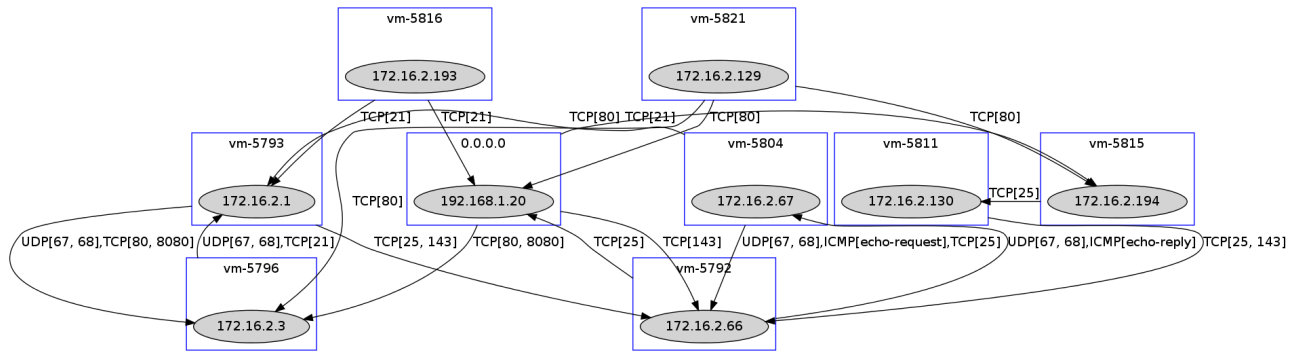 vm-5816
vm-5821
172.16.2.193
172.16.2.129
TCP[21]
TCP[21]
TCP[80]
TCP[21]
TCP[80]
TCP[80]
vm-5793
0.0.0.0
vm-5804
vm-5811
vm-5815
172.16.2.1
TCP[80]
192.168.1.20
172.16.2.67
172.16.2.130
TCP[25]
172.16.2.194
UDP[67, 68],TCP[80, 8080]
UDP[67, 68],TCP[21]
TCP[25, 143]
TCP[80, 8080]
TCP[25]
TCP[143]
UDP[67, 68],ICMP[echo-request],TCP[25]
UDP[67, 68],ICMP[echo-reply]
TCP[25, 143]
vm-5796
vm-5792
172.16.2.3
172.16.2.66